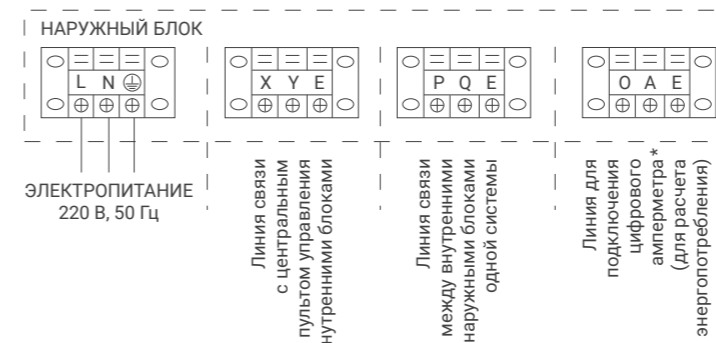 НАРУЖНЫЙ БЛОК
L N
X Y E
P Q E
O A E
ЭЛЕКТРОПИТАНИЕ
220 В, 50 Гц
Линия связи
с центральным
пультом управления
нутренними блоками
Линия связи
между внутренними
наружными блоками
одной системы
Линия для
подключения
цифрового
амперметра*
(для расчета
энергопотребления)